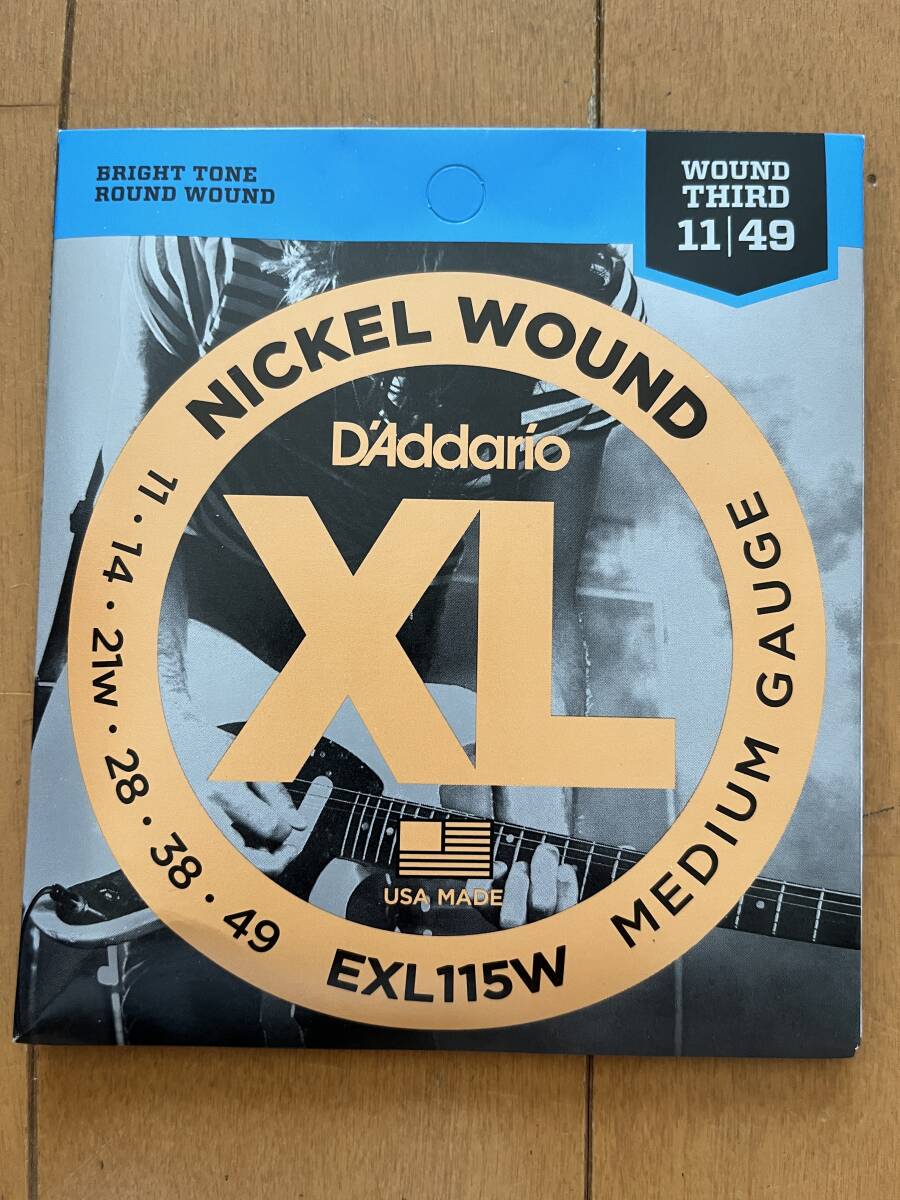 BRIGHT TONE
ROUND WOUND
WOUND
THIRD
11|49
NICKEL WOUND
D'Addario
XL
11 • 14 • 21w • 28 • 38 • 49
MEDIUM GAUGE
USA MADE
EXL115W